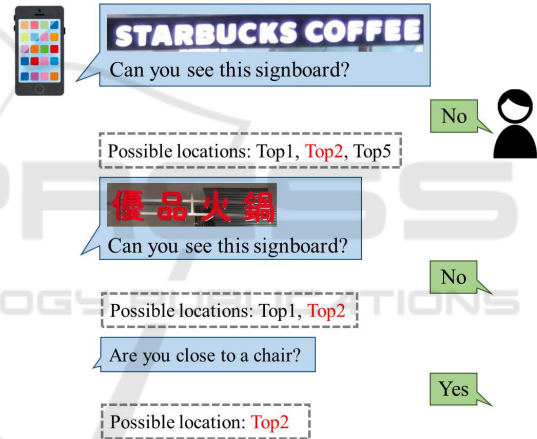 STARBUCKS COFFEE
Can you see this signboard?
No
Possible locations: Top1, Top2, Top5
優品火鍋
Can you see this signboard?
No
Possible locations: Top1, Top2
Are you close to a chair?
Yes
Possible location: Top2